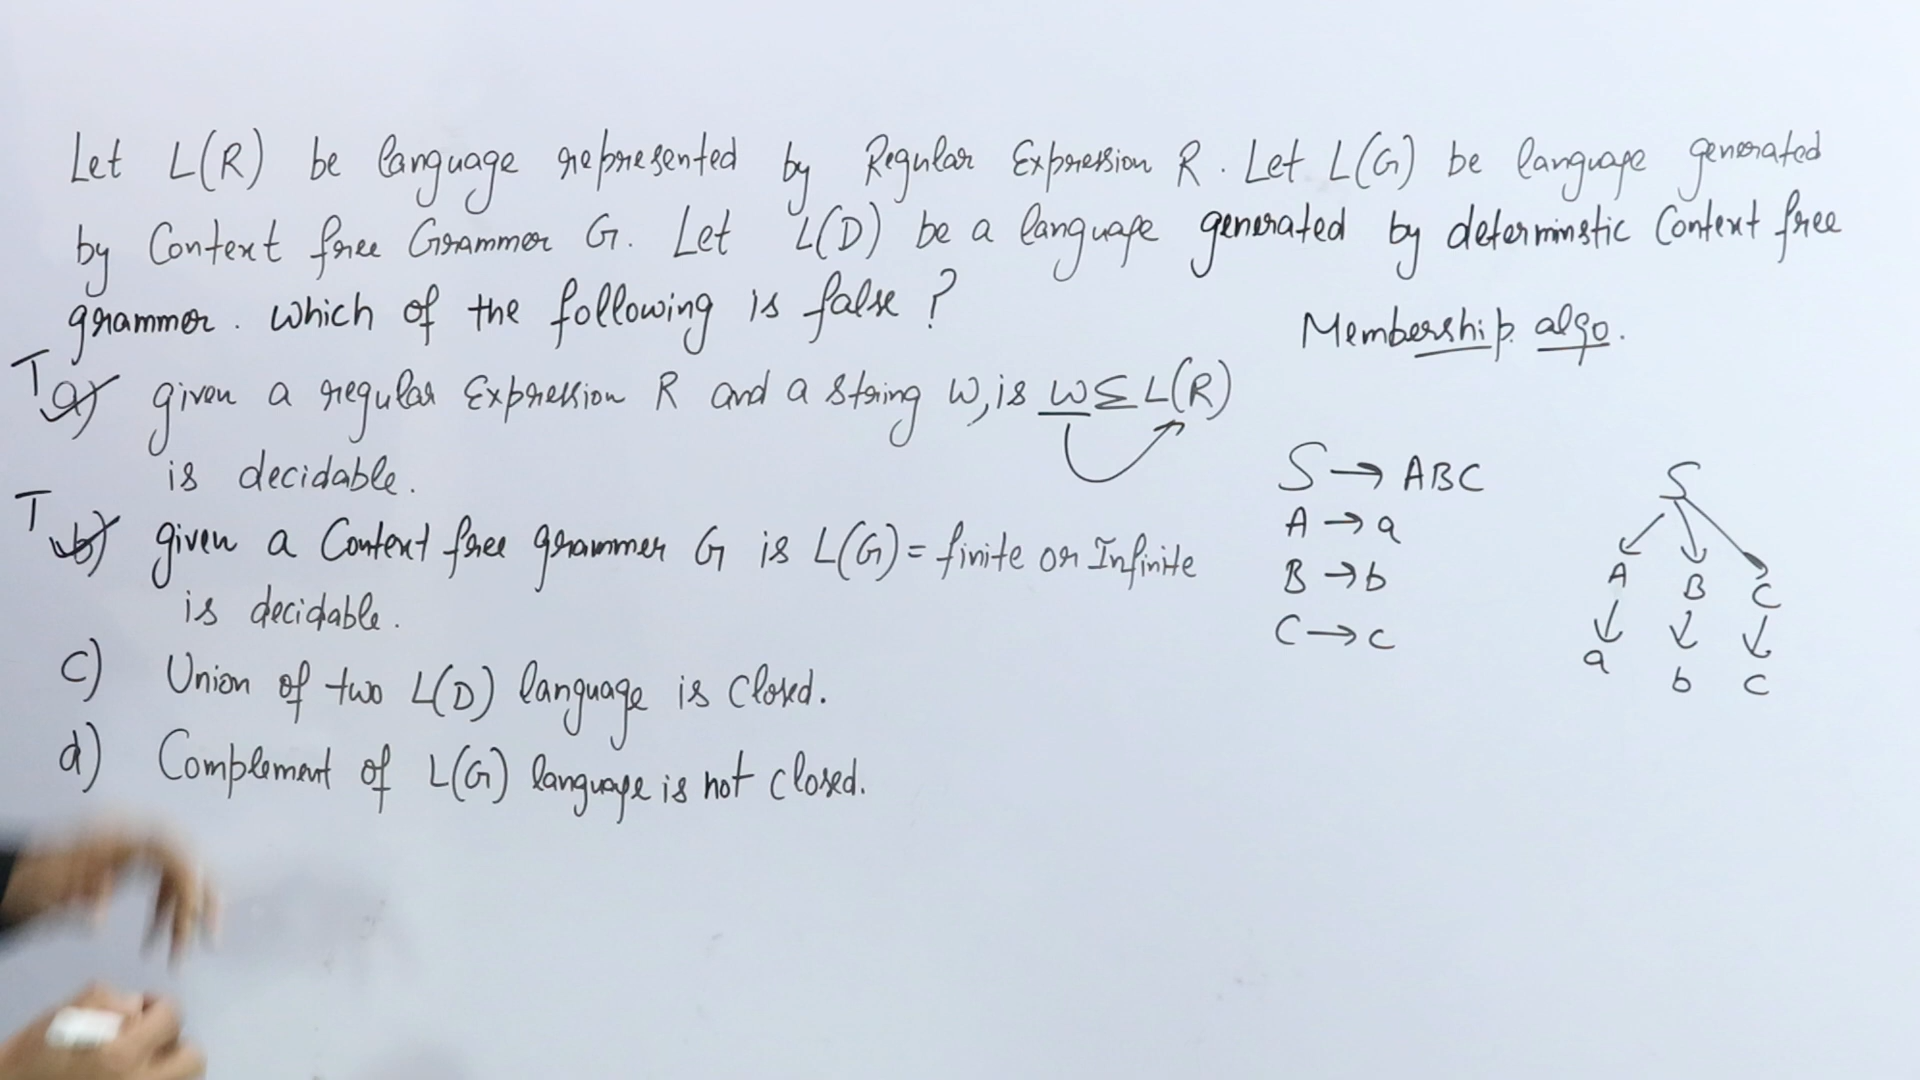 Let L(R) be language represented by Regular Expression R. Let L(G) be language generated
by Context free Grammer G. Let L(D) be a language generated by determinstic Context free
grammer. which of the following is false?
Membership algo.
T a) given a regular Expression R and a string w, is w ∈ L(R)
is decidable.
T b) given a Context free grammer G is L(G) = finite or Infinite
is decidable.
c) Union of two L(D) language is closed.
d) Complement of L(G) language is not closed.
S → ABC
A → a
B → b
C → c
S
A B C
a b c